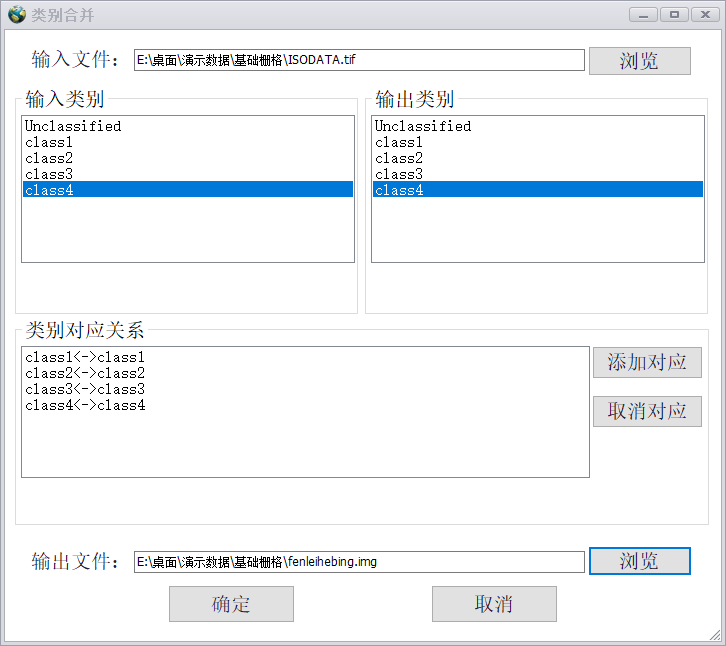 类别合并
输入文件： E:\桌面\演示数据\基础栅格\ISODATA.tif 浏览
输入类别 输出类别
Unclassified Unclassified
class1 class1
class2 class2
class3 class3
class4 class4
类别对应关系
class1<->class1
class2<->class2
class3<->class3
class4<->class4
添加对应
取消对应
输出文件： E:\桌面\演示数据\基础栅格\fenleihebing.img 浏览
确定 取消